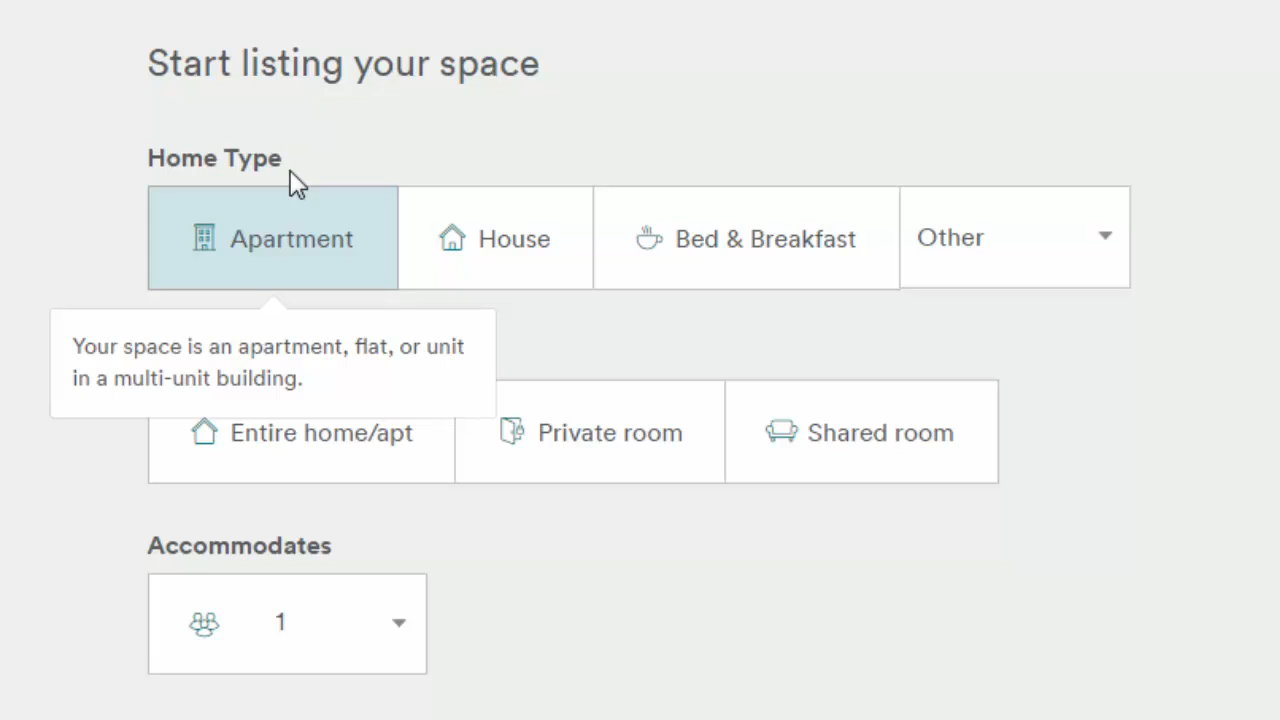 Start listing your space
Home Type
Apartment House Bed & Breakfast Other
Your space is an apartment, flat, or unit
in a multi-unit building.
Entire home/apt Private room Shared room
Accommodates
1